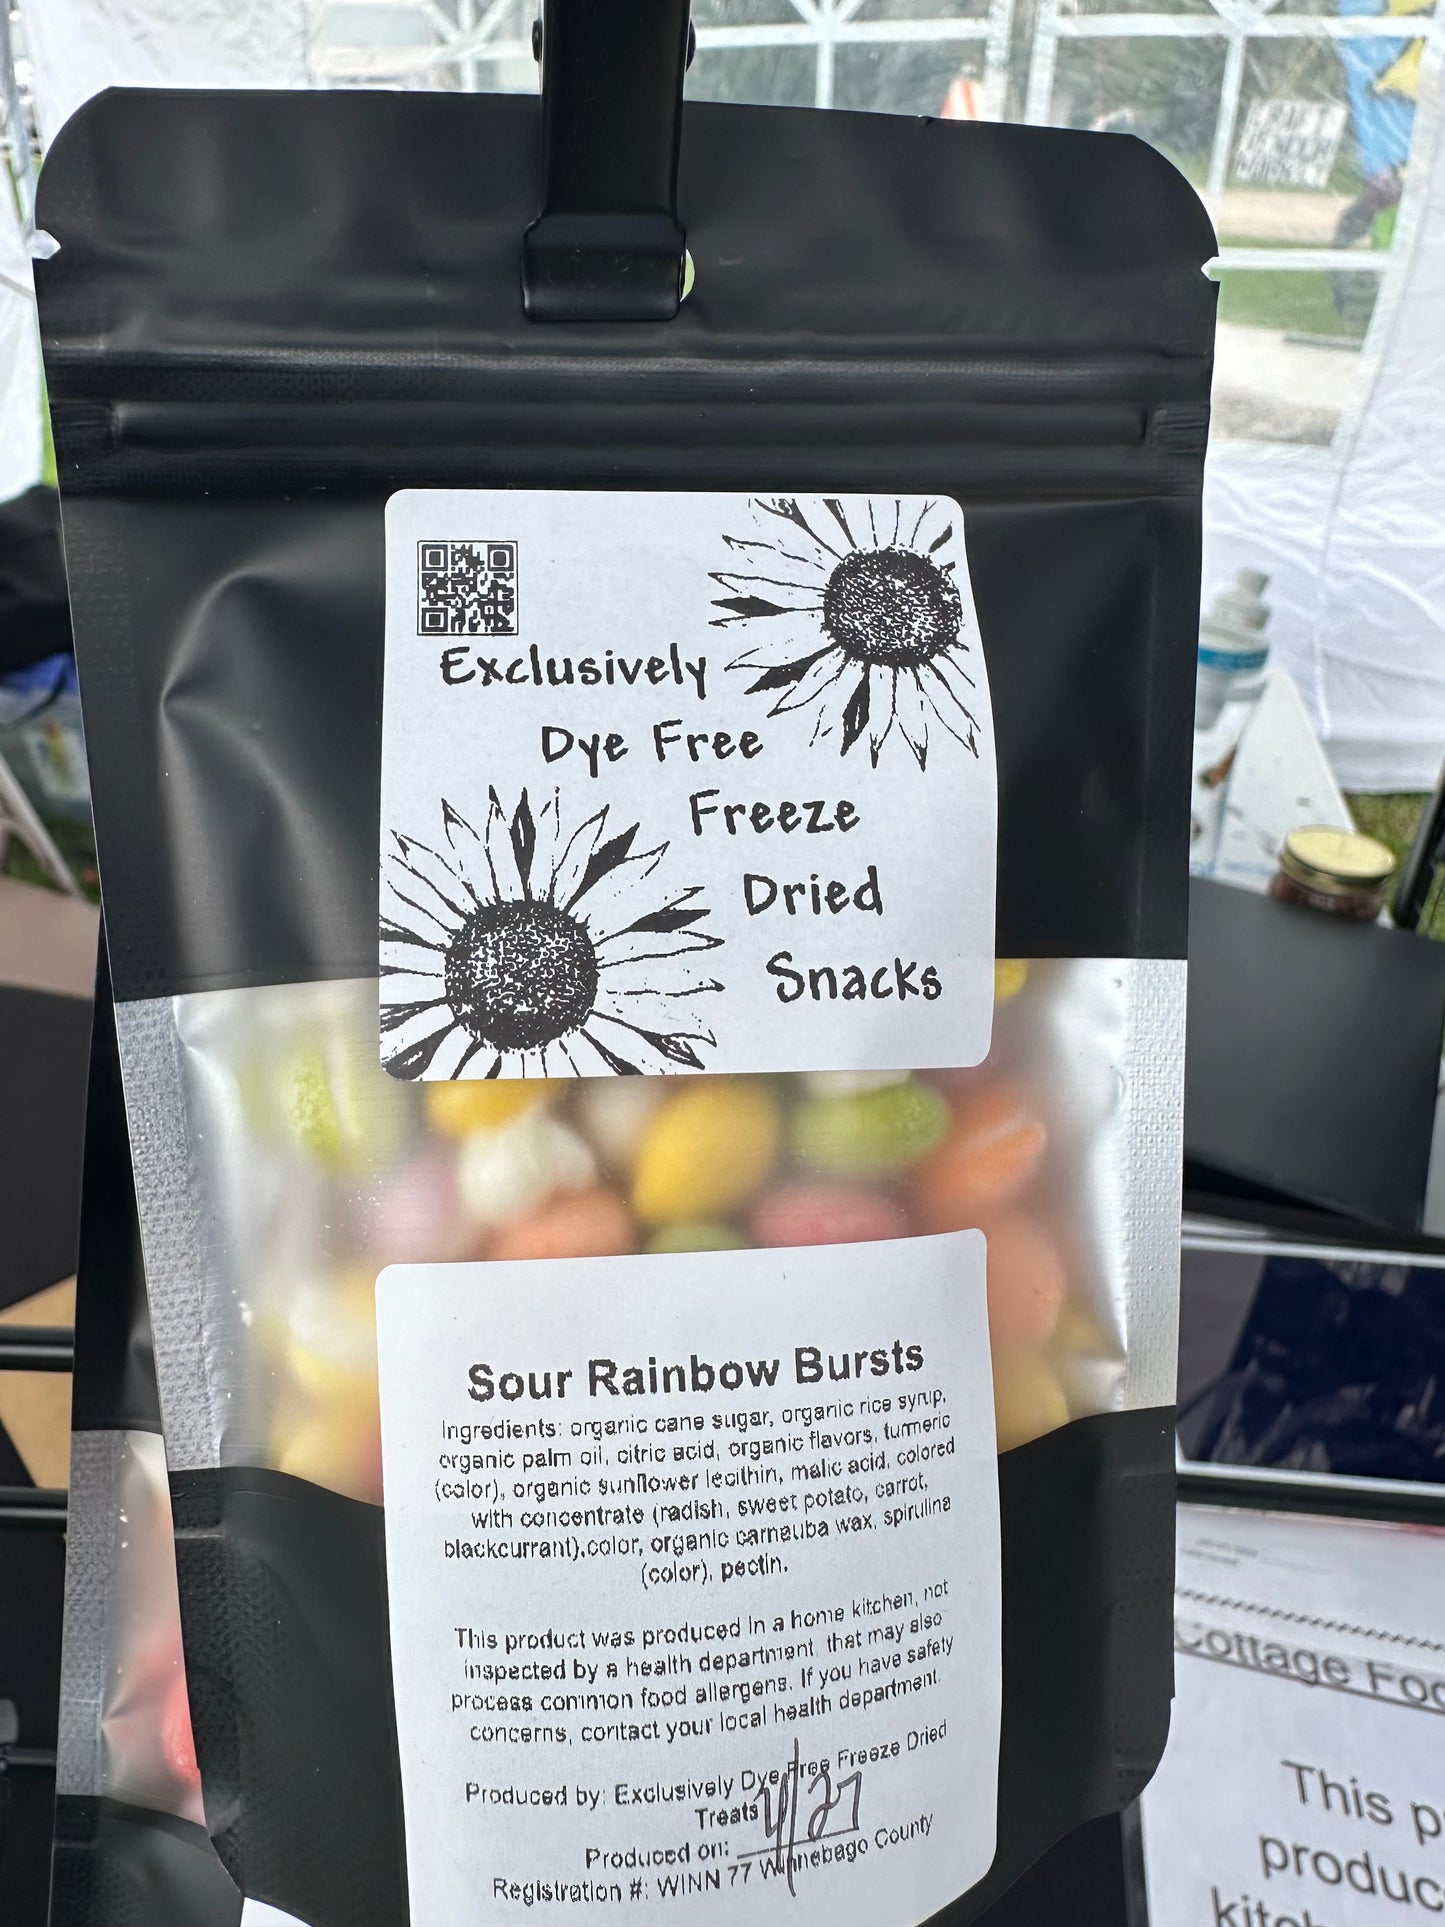 Exclusively
Dye Free
Freeze
Dried
Snacks
Sour Rainbow Bursts
Ingredients: organic cane sugar, organic rice syrup,
organic palm oil, citric acid, organic flavors, turmeric
(color), organic sunflower lecithin, malic acid, colored
with concentrate (radish, sweet potato, carrot,
blackcurrant),color, organic carnauba wax, spirulina
(color), pectin.
This product was produced in a home kitchen, not
inspected by a health department, that may also
process common food allergens. If you have safety
concerns, contact your local health department.
Produced by: Exclusively Dye Free Freeze Dried
Treats
Produced on: 4/27
Registration #: WINN 77 Winnebago County
Cottage Foo
This p
produc
kitch